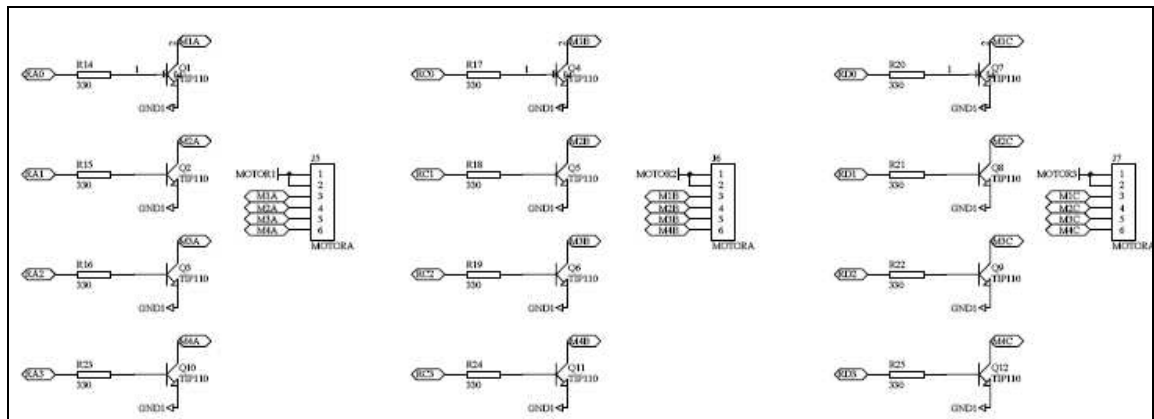 M1A
RA0
R14
330
1
2
Q1
TIP110
GND1
M2A
RA1
R15
330
Q2
TIP110
GND1
M3A
RA2
R16
330
Q3
TIP110
GND1
M4A
RA3
R23
330
Q10
TIP110
GND1
J5
MOTOR1
1
2
M1A 3
M2A 4
M3A 5
M4A 6
MOTORA
M1B
RC0
R17
330
1
2
Q4
TIP110
GND1
M2B
RC1
R18
330
Q5
TIP110
GND1
M3B
RC2
R19
330
Q6
TIP110
GND1
M4B
RC3
R24
330
Q11
TIP110
GND1
J6
MOTOR2
1
2
M1B 3
M2B 4
M3B 5
M4B 6
MOTORA
M1C
RD0
R20
330
1
2
Q7
TIP110
GND1
M2C
RD1
R21
330
Q8
TIP110
GND1
M3C
RD2
R22
330
Q9
TIP110
GND1
M4C
RD3
R25
330
Q12
TIP110
GND1
J7
MOTOR3
1
2
M1C 3
M2C 4
M3C 5
M4C 6
MOTORA